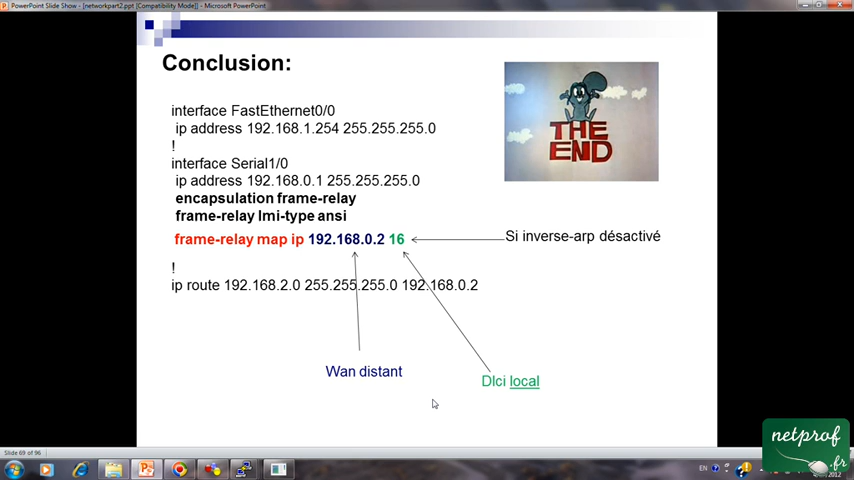 PowerPoint Slide Show - [networkpart2.ppt [Compatibility Mode]] - Microsoft PowerPoint
Conclusion:
interface FastEthernet0/0
ip address 192.168.1.254 255.255.255.0
!
interface Serial1/0
ip address 192.168.0.1 255.255.255.0
encapsulation frame-relay
frame-relay lmi-type ansi
frame-relay map ip 192.168.0.2 16
Si inverse-arp désactivé
!
ip route 192.168.2.0 255.255.255.0 192.168.0.2
Wan distant
Dlci local
THE
END
netprof
.fr
Slide 69 of 96
EN
2012